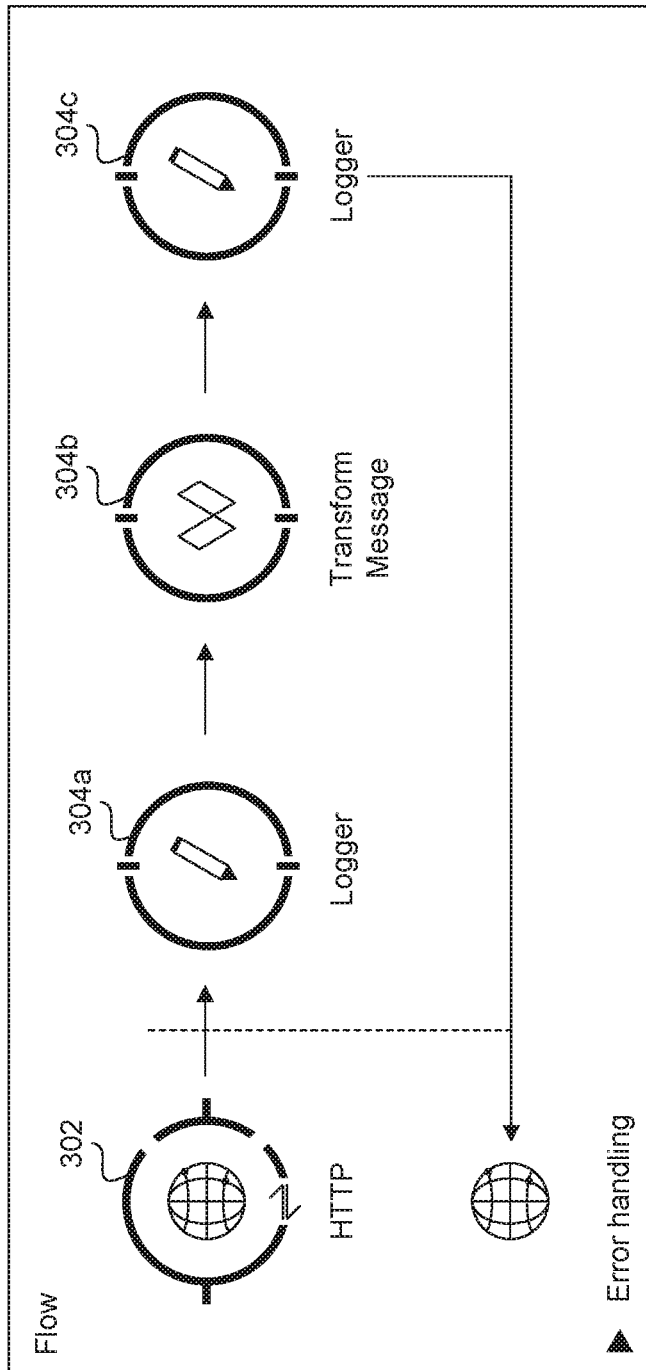 Flow
302
HTTP
304a
Logger
304b
Transform
Message
304c
Logger
Error handling